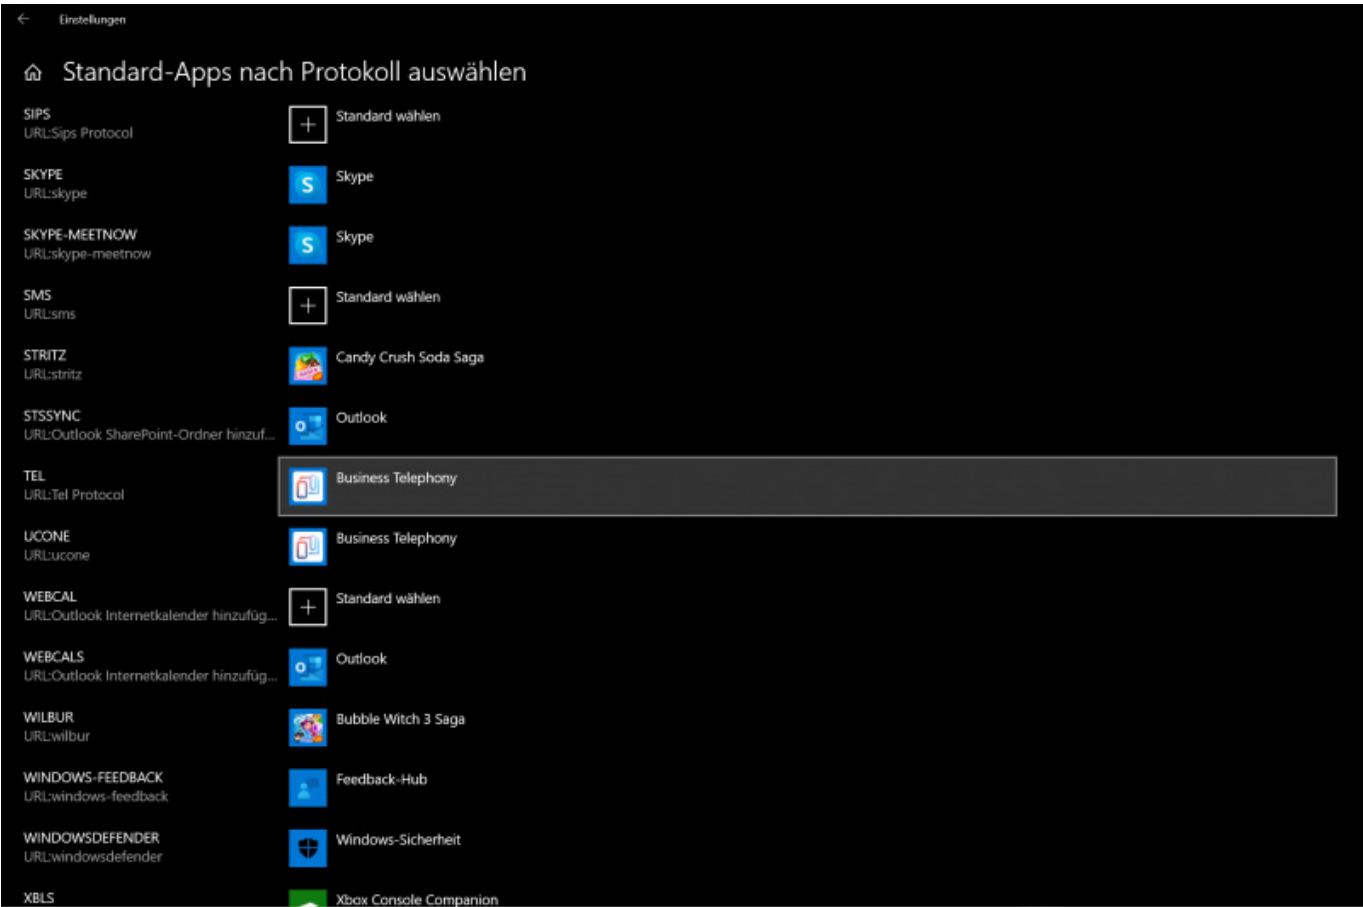 Einstellungen
Standard-Apps nach Protokoll auswählen
SIPS
URL:Sips Protocol
Standard wählen
SKYPE
URL:skype
Skype
SKYPE-MEETNOW
URL:skype-meetnow
Skype
SMS
URL:sms
Standard wählen
STRITZ
URL:stritz
Candy Crush Soda Saga
STSSYNC
URL:Outlook SharePoint-Ordner hinzuf...
Outlook
TEL
URL:Tel Protocol
Business Telephony
UCONE
URL:ucone
Business Telephony
WEBCAL
URL:Outlook Internetkalender hinzufüg...
Standard wählen
WEBCALS
URL:Outlook Internetkalender hinzufüg...
Outlook
WILBUR
URL:wilbur
Bubble Witch 3 Saga
WINDOWS-FEEDBACK
URL:windows-feedback
Feedback-Hub
WINDOWSDEFENDER
URL:windowsdefender
Windows-Sicherheit
XBLS
Xbox Console Companion